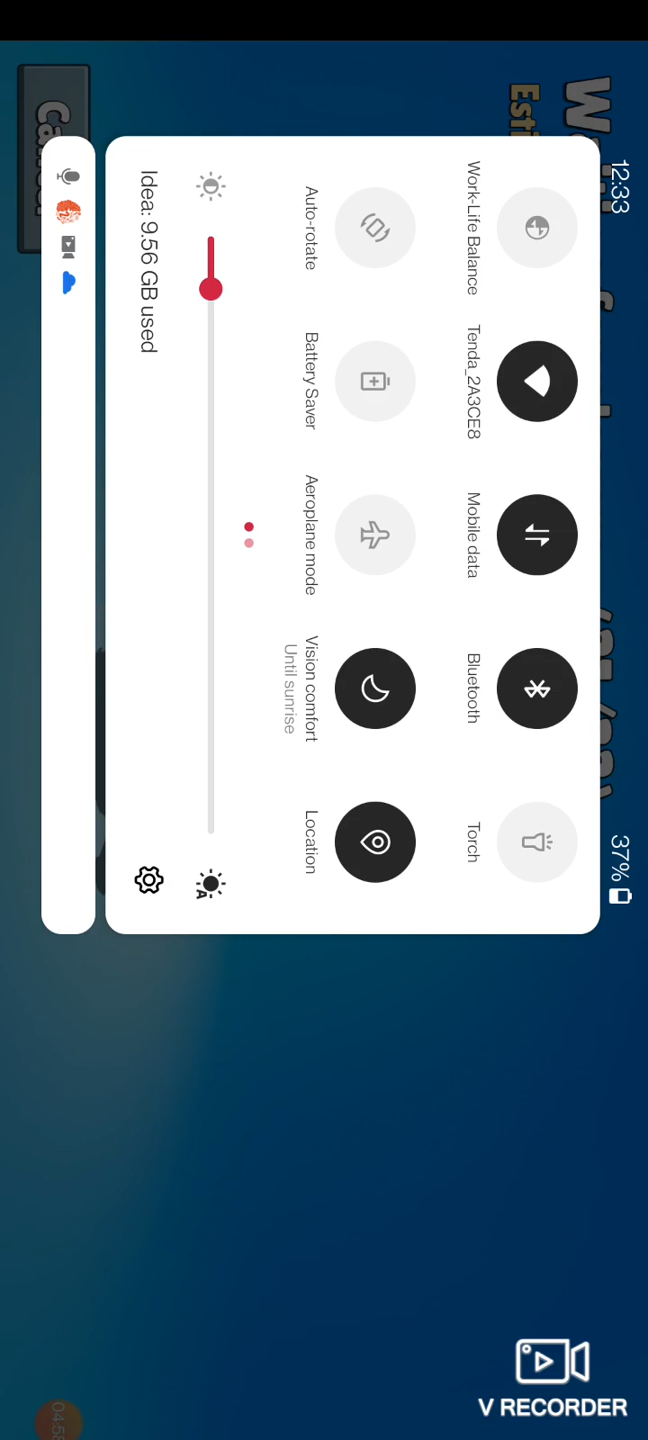 12:33
37%
Work-Life Balance
Tenda_2A3CE8
Mobile data
Bluetooth
Torch
Auto-rotate
Battery Saver
Aeroplane mode
Vision comfort
Until sunrise
Location
A
Idea: 9.56 GB used
V RECORDER